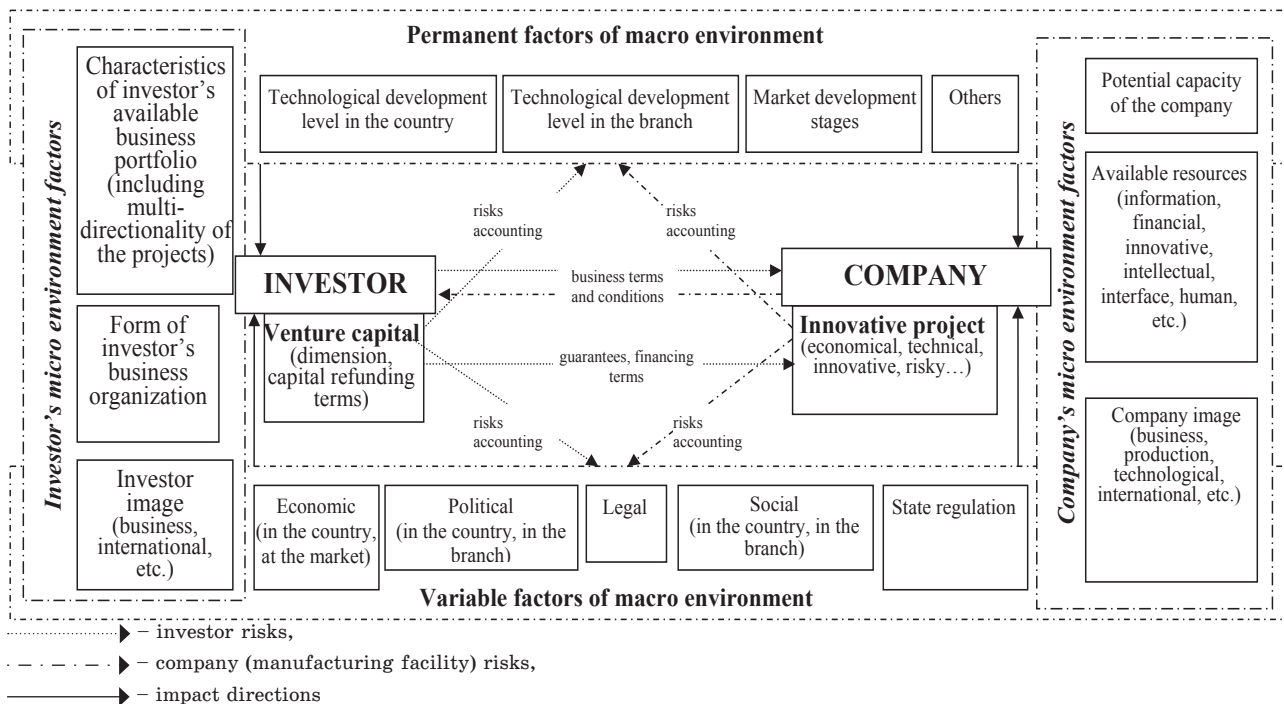 Permanent factors of macro environment
Investor's micro environment factors
Characteristics
of investor's
available
business
portfolio
(including
multi-
directionality of
the projects)
Form of
investor's
business
organization
Investor
image
(business,
international,
etc.)
Technological development
level in the country
Technological development
level in the branch
Market development
stages
Others
risks
accounting
risks
accounting
INVESTOR
business terms
and conditions
COMPANY
Venture capital
(dimension,
capital refunding
terms)
guarantees, financing
terms
Innovative project
(economical, technical,
innovative, risky…)
risks
accounting
risks
accounting
Economic
(in the country,
at the market)
Political
(in the country, in the
branch)
Legal
Social
(in the country, in the
branch)
State regulation
Variable factors of macro environment
Company's micro environment factors
Potential capacity
of the company
Available resources
(information,
financial,
innovative,
intellectual,
interface, human,
etc.)
Company image
(business,
production,
technological,
international, etc.)
– investor risks,
– company (manufacturing facility) risks,
– impact directions